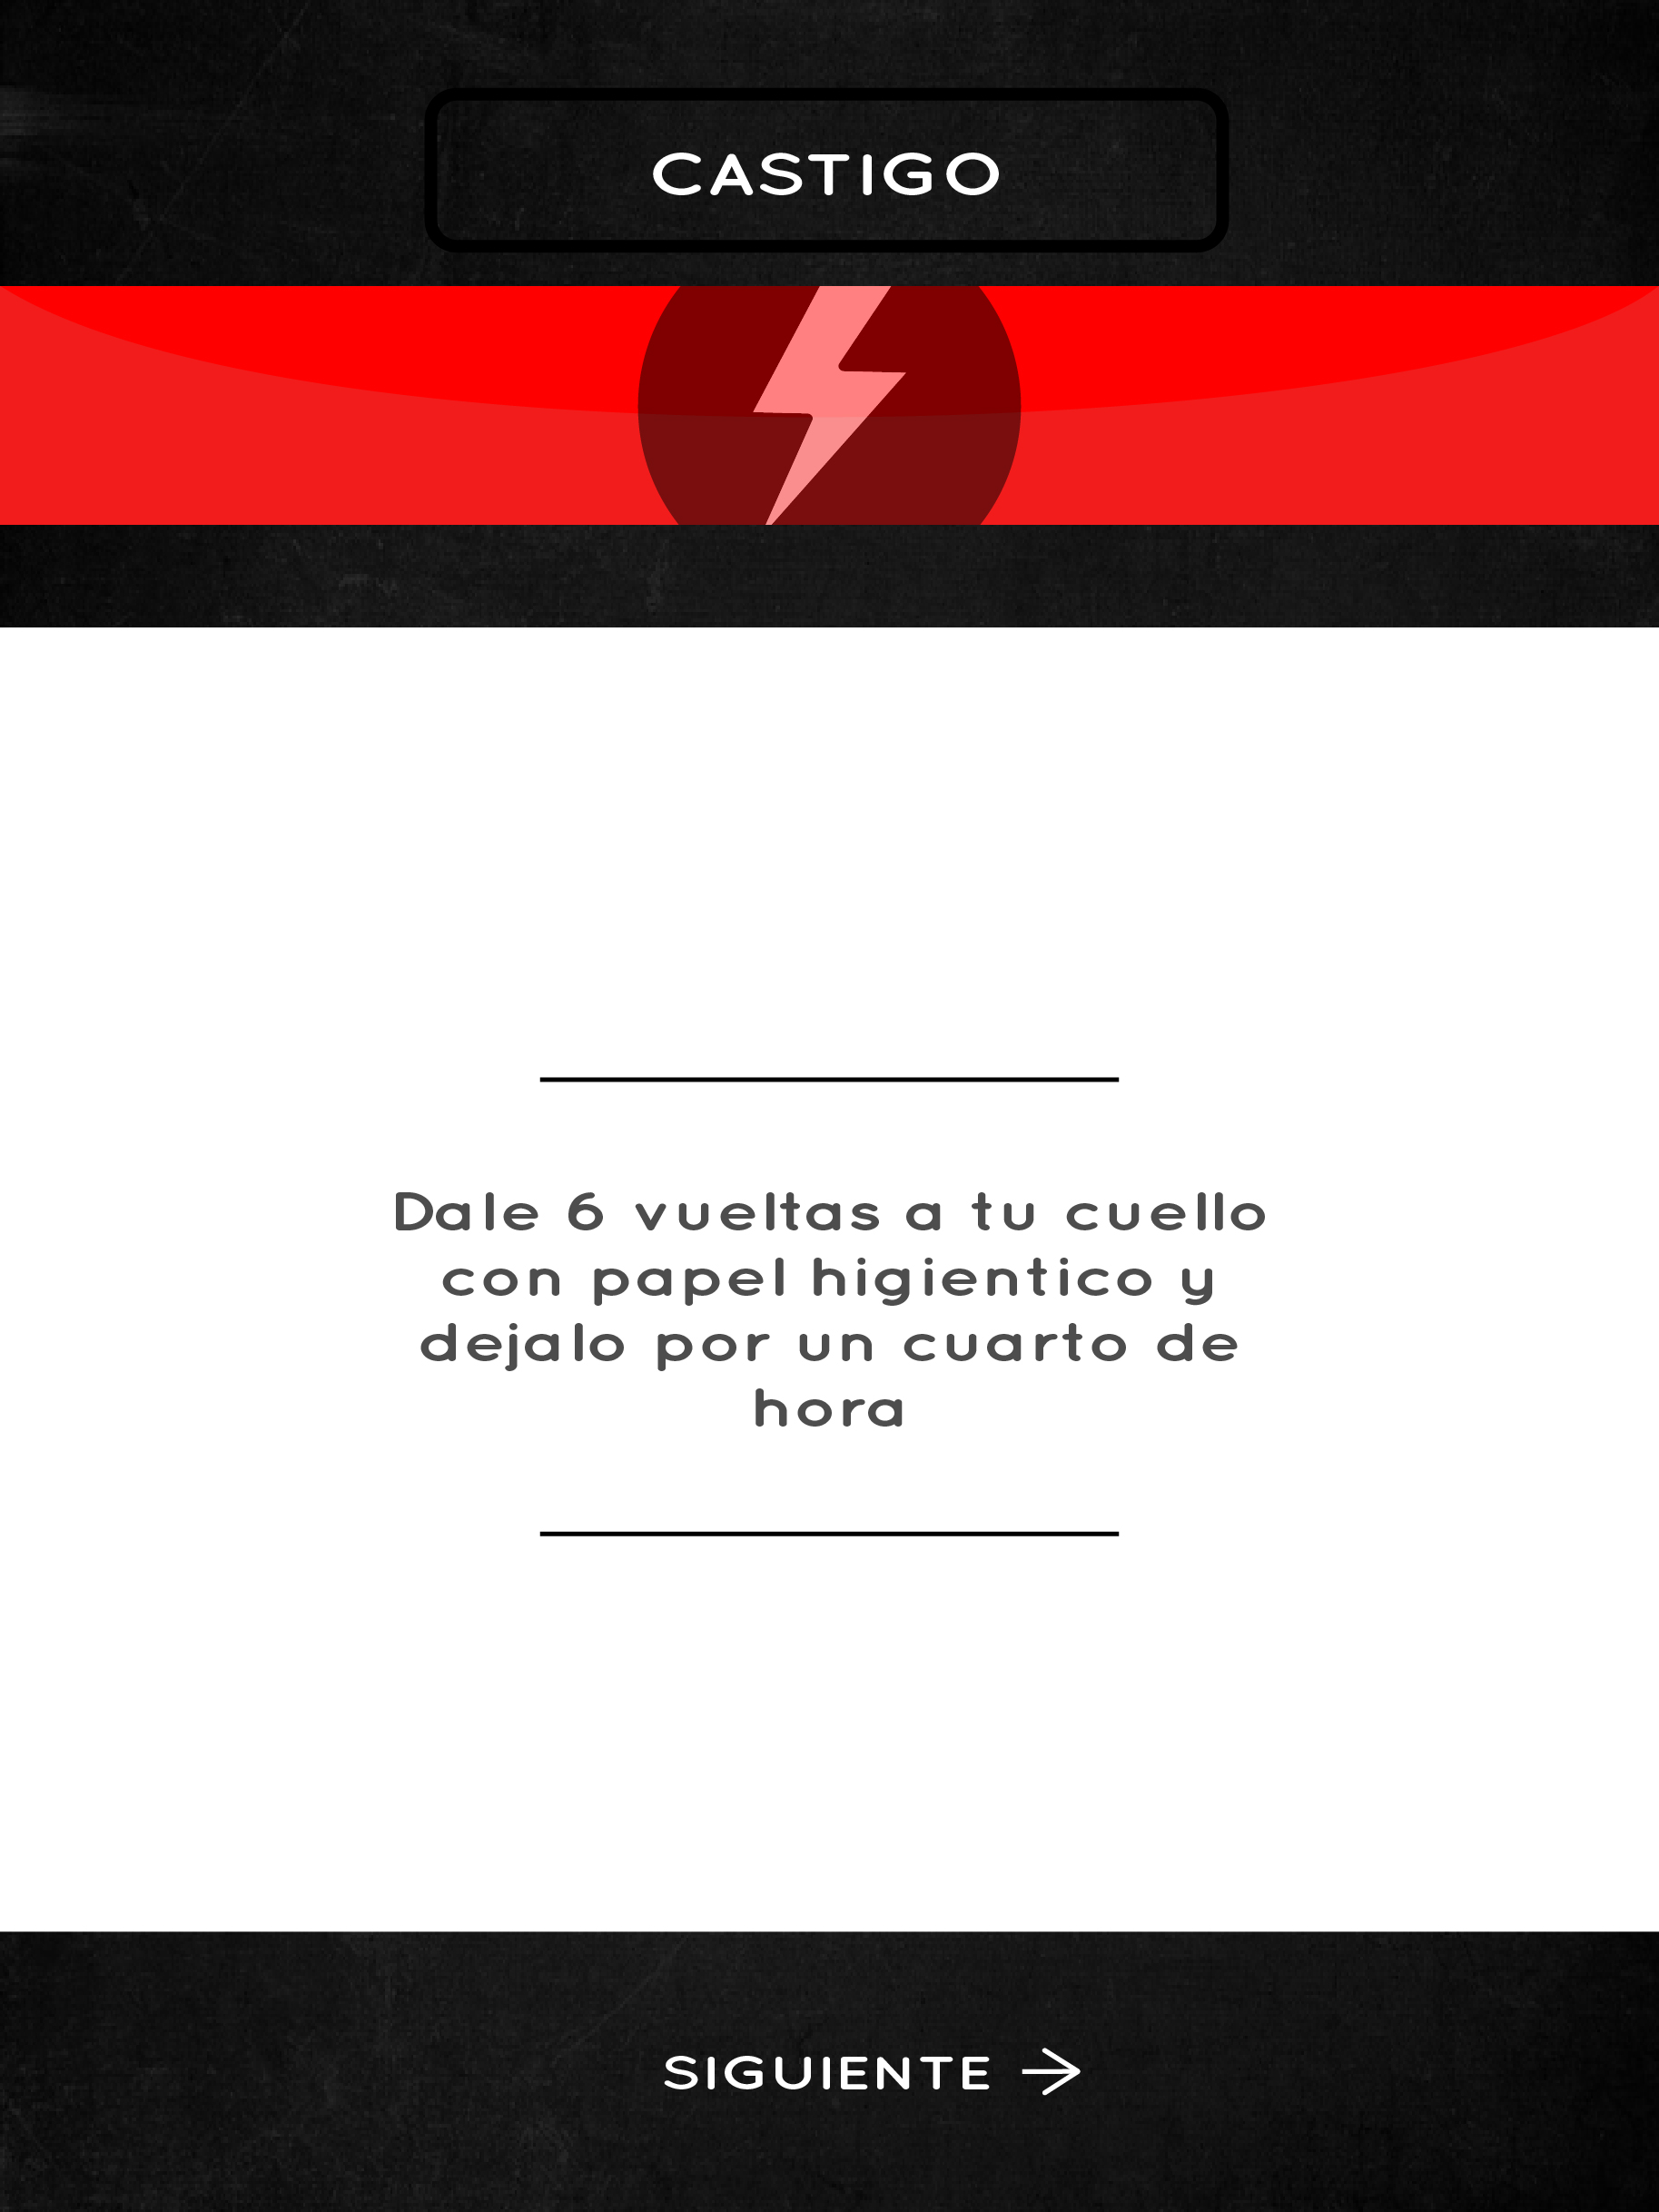 CASTIGO
Dale 6 vueltas a tu cuello
con papel higientico y
dejalo por un cuarto de
hora
SIGUIENTE →